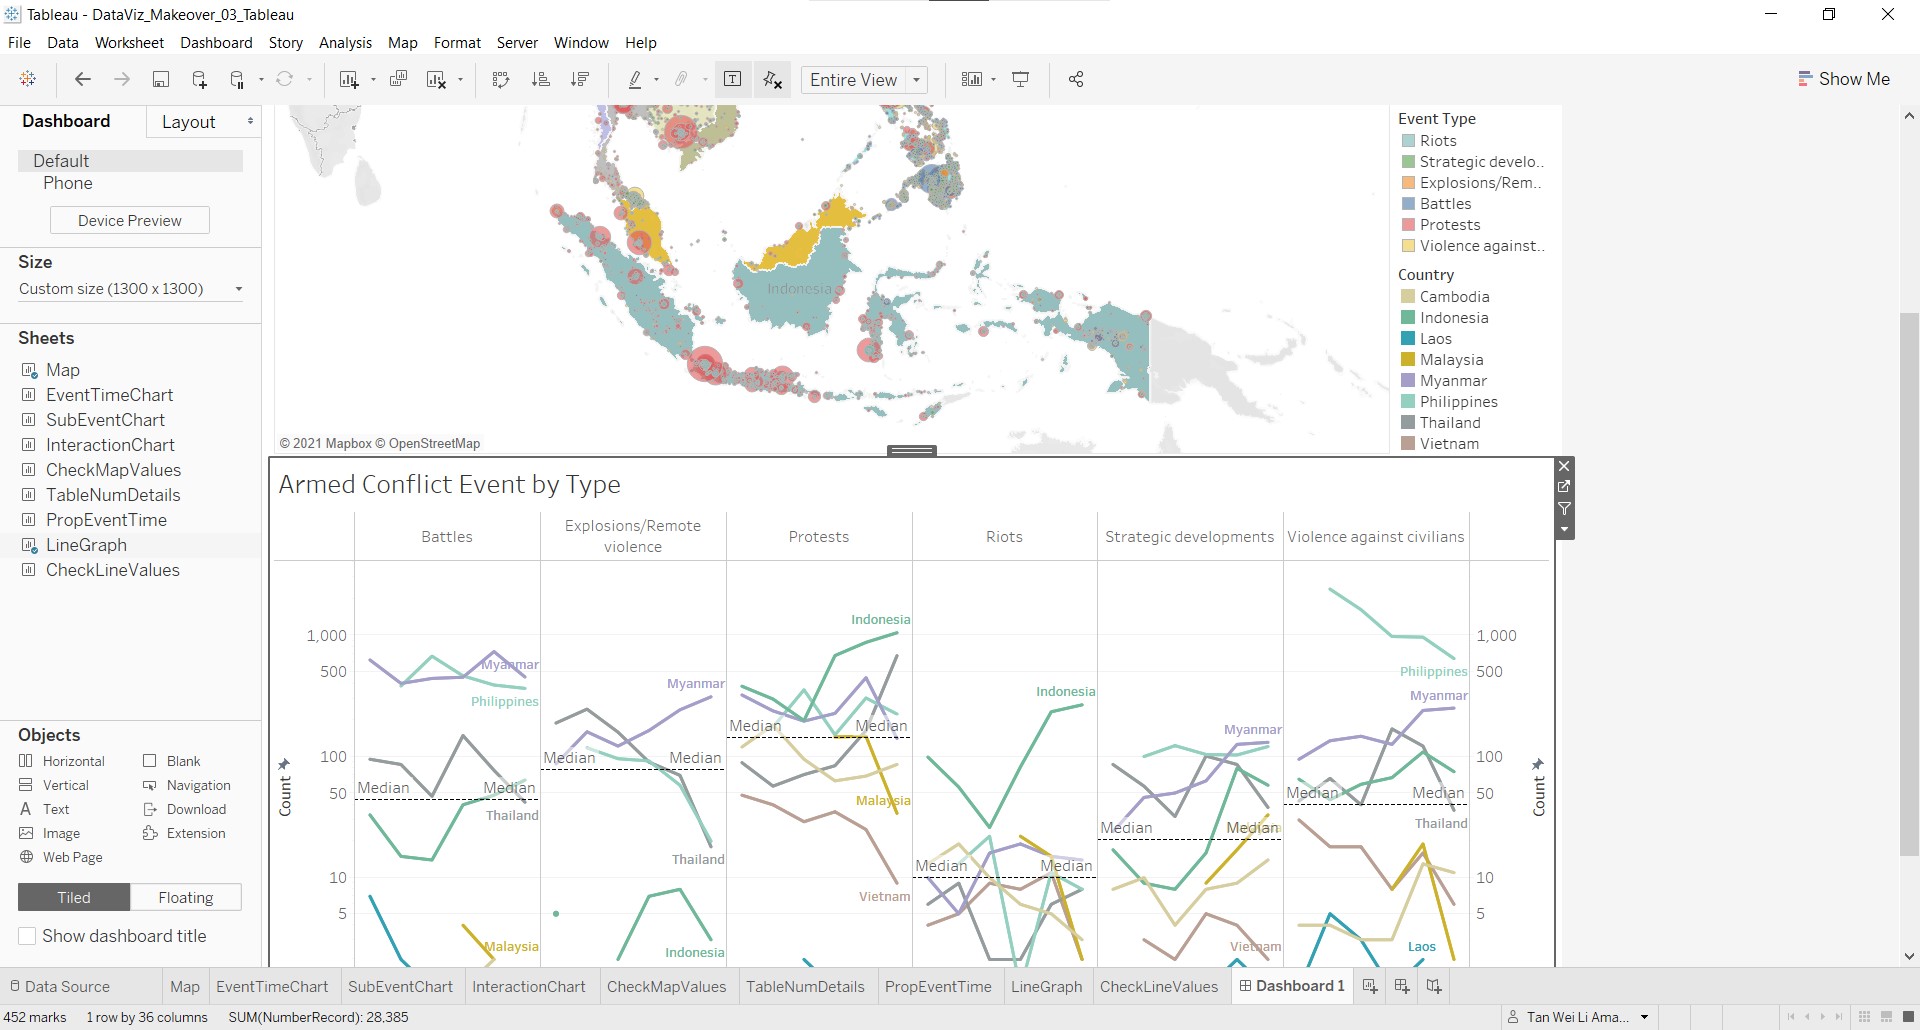 Tableau - DataViz_Makeover_03_Tableau
File Data Worksheet Dashboard Story Analysis Map Format Server Window Help
Entire View
Show Me
Dashboard Layout
Default
Phone
Device Preview
Size
Custom size (1300 x 1300)
Sheets
Map
EventTimeChart
SubEventChart
InteractionChart
CheckMapValues
TableNumDetails
PropEventTime
LineGraph
CheckLineValues
Objects
Horizontal Blank
Vertical Navigation
Text Download
Image Extension
Web Page
Tiled Floating
Show dashboard title
Indonesia
© 2021 Mapbox © OpenStreetMap
Event Type
Riots
Strategic develo..
Explosions/Rem..
Battles
Protests
Violence against..
Country
Cambodia
Indonesia
Laos
Malaysia
Myanmar
Philippines
Thailand
Vietnam
Armed Conflict Event by Type
Battles
Explosions/Remote
violence
Protests
Riots
Strategic developments
Violence against civilians
Count
1,000
500
100
50
10
5
Myanmar
Philippines
Median Median
Thailand
Malaysia
Myanmar
Median Median
Thailand
Indonesia
Indonesia
Median Median
Malaysia
Vietnam
Indonesia
Median Median
Myanmar
Median Median
Vietnam
Philippines
Myanmar
Median Median
Thailand
Laos
1,000
500
100
50
10
5
Count
Data Source Map EventTimeChart SubEventChart InteractionChart CheckMapValues TableNumDetails PropEventTime LineGraph CheckLineValues Dashboard 1
452 marks 1 row by 36 columns SUM(NumberRecord): 28,385 Tan Wei Li Ama...